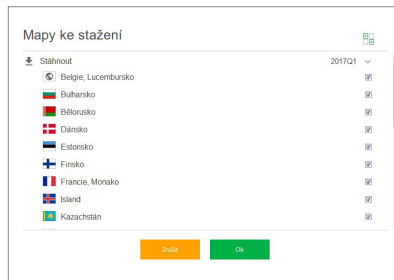 Mapy ke stažení
Stáhnout 2017Q1
Belgie, Lucembursko
Bulharsko
Bělorusko
Dánsko
Estonsko
Finsko
Francie, Monako
Island
Kazachstán
Zrušit Ok